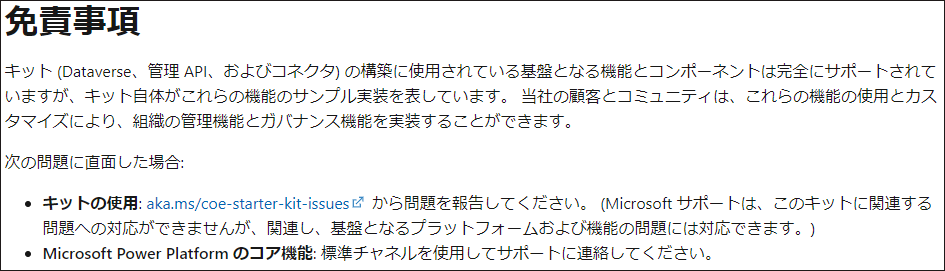 免責事項
キット (Dataverse、管理 API、およびコネクタ) の構築に使用されている基盤となる機能とコンポーネントは完全にサポートされて
いますが、キット自体がこれらの機能のサンプル実装を表しています。 当社の顧客とコミュニティは、これらの機能の使用とカス
タマイズにより、組織の管理機能とガバナンス機能を実装することができます。
次の問題に直面した場合:
• キットの使用: aka.ms/coe-starter-kit-issues から問題を報告してください。 (Microsoft サポートは、このキットに関連する
問題への対応ができませんが、関連し、基盤となるプラットフォームおよび機能の問題には対応できます。)
• Microsoft Power Platform のコア機能: 標準チャネルを使用してサポートに連絡してください。